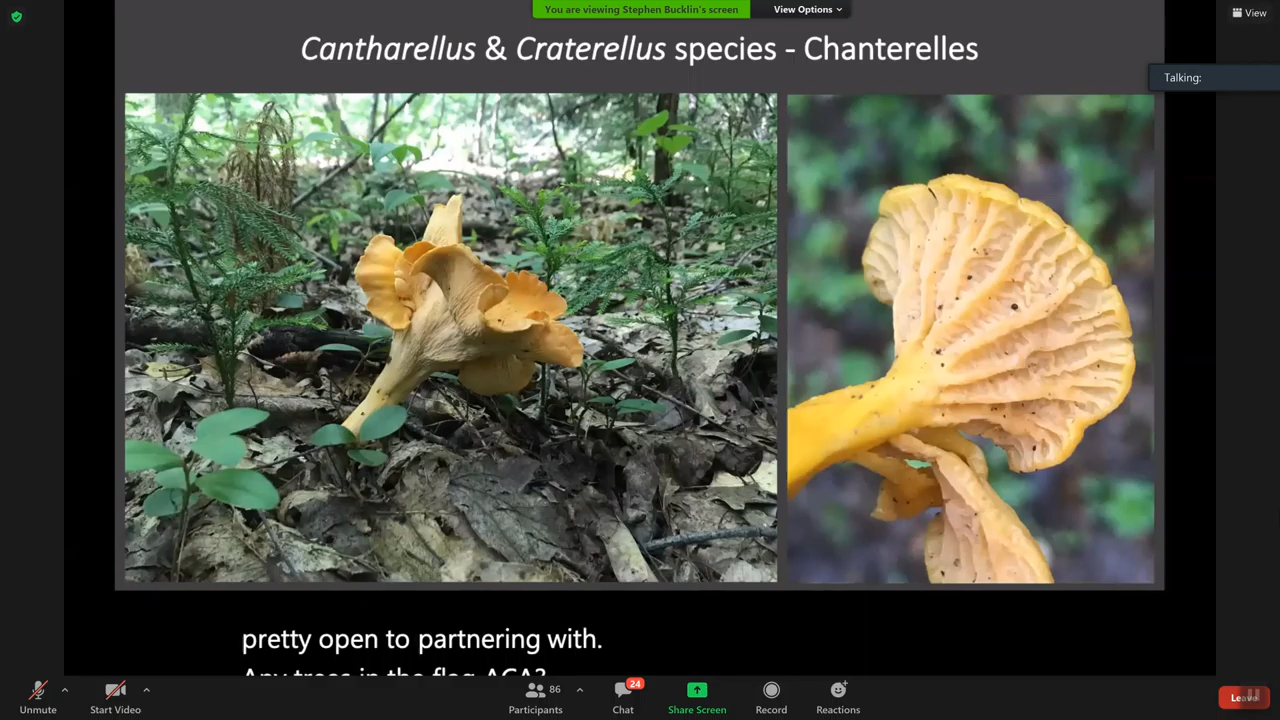 You are viewing Stephen Bucklin's screen
View Options
View
Cantharellus & Craterellus species - Chanterelles
Talking:
pretty open to partnering with.
Any trees in the flag AGA?
Unmute
Start Video
86
Participants
24
Chat
Share Screen
Record
Reactions
Leave